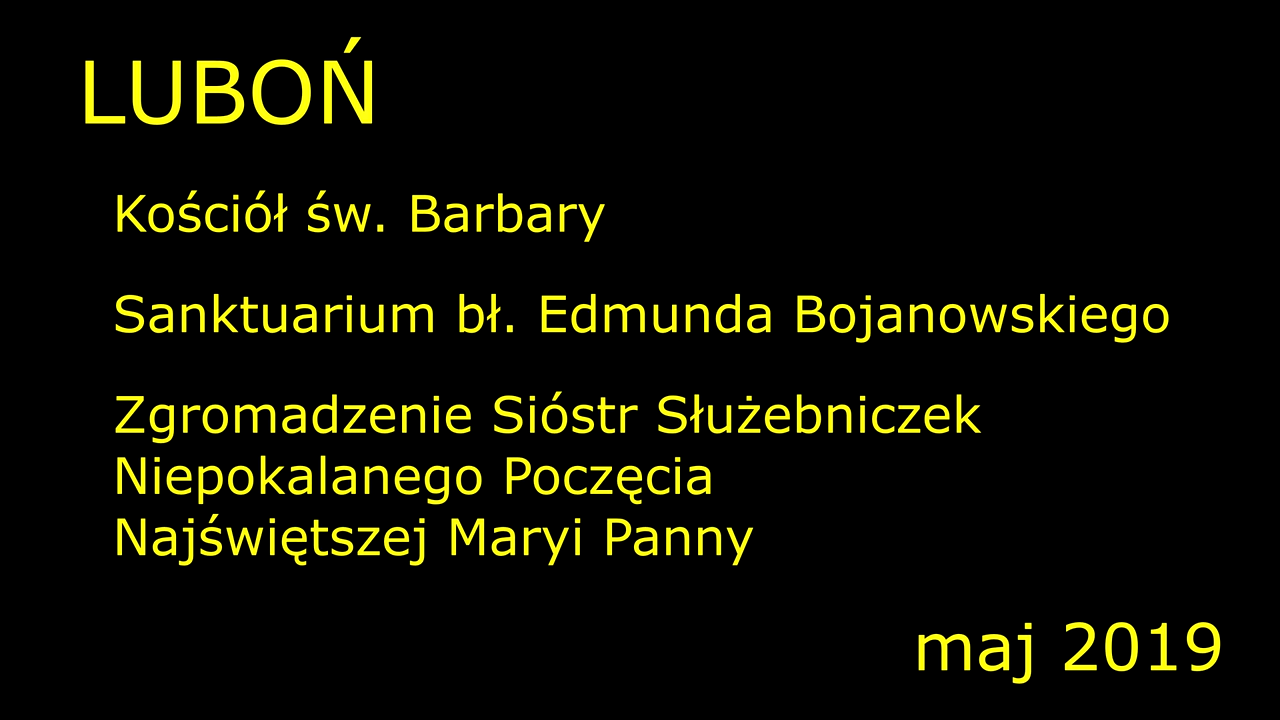 LUBOŃ
Kościół św. Barbary
Sanktuarium bł. Edmunda Bojanowskiego
Zgromadzenie Sióstr Służebniczek
Niepokalanego Poczęcia
Najświętszej Maryi Panny
maj 2019